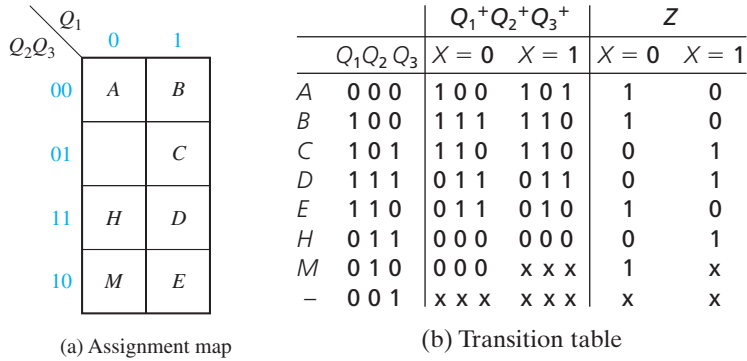 Q1
Q2Q3 0 1
00 A B
01 C
11 H D
10 M E
(a) Assignment map
Q1+Q2+Q3+ Z
Q1Q2Q3 X = 0 X = 1 X = 0 X = 1
A 0 0 0 1 0 0 1 0 1 1 0
B 1 0 0 1 1 1 1 1 0 1 0
C 1 0 1 1 1 0 1 1 0 0 1
D 1 1 1 0 1 1 0 1 1 0 1
E 1 1 0 0 1 1 0 1 0 1 0
H 0 1 1 0 0 0 0 0 0 0 1
M 0 1 0 0 0 0 x x x 1 x
– 0 0 1 x x x x x x x x
(b) Transition table